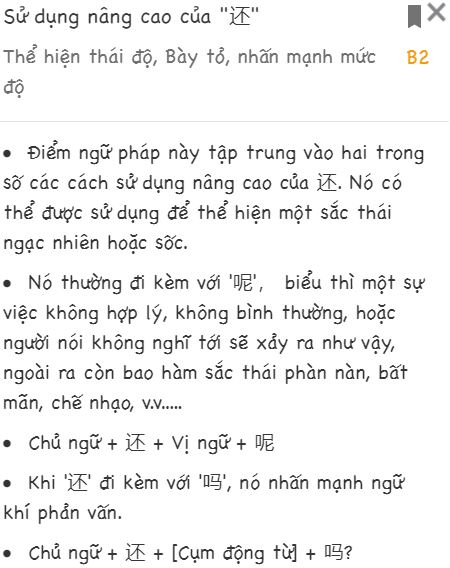 Sử dụng nâng cao của "还"
Thể hiện thái độ, Bày tỏ, nhấn mạnh mức
độ
B2
• Điểm ngữ pháp này tập trung vào hai trong
số các cách sử dụng nâng cao của 还. Nó có
thể được sử dụng để thể hiện một sắc thái
ngạc nhiên hoặc sốc.
• Nó thường đi kèm với '呢', biểu thì một sự
việc không hợp lý, không bình thường, hoặc
người nói không nghĩ tới sẽ xảy ra như vậy,
ngoài ra còn bao hàm sắc thái phàn nàn, bất
mãn, chế nhạo, v.v.....
• Chủ ngữ + 还 + Vị ngữ + 呢
• Khi '还' đi kèm với '吗', nó nhấn mạnh ngữ
khí phản vấn.
• Chủ ngữ + 还 + [Cụm động từ] + 吗?